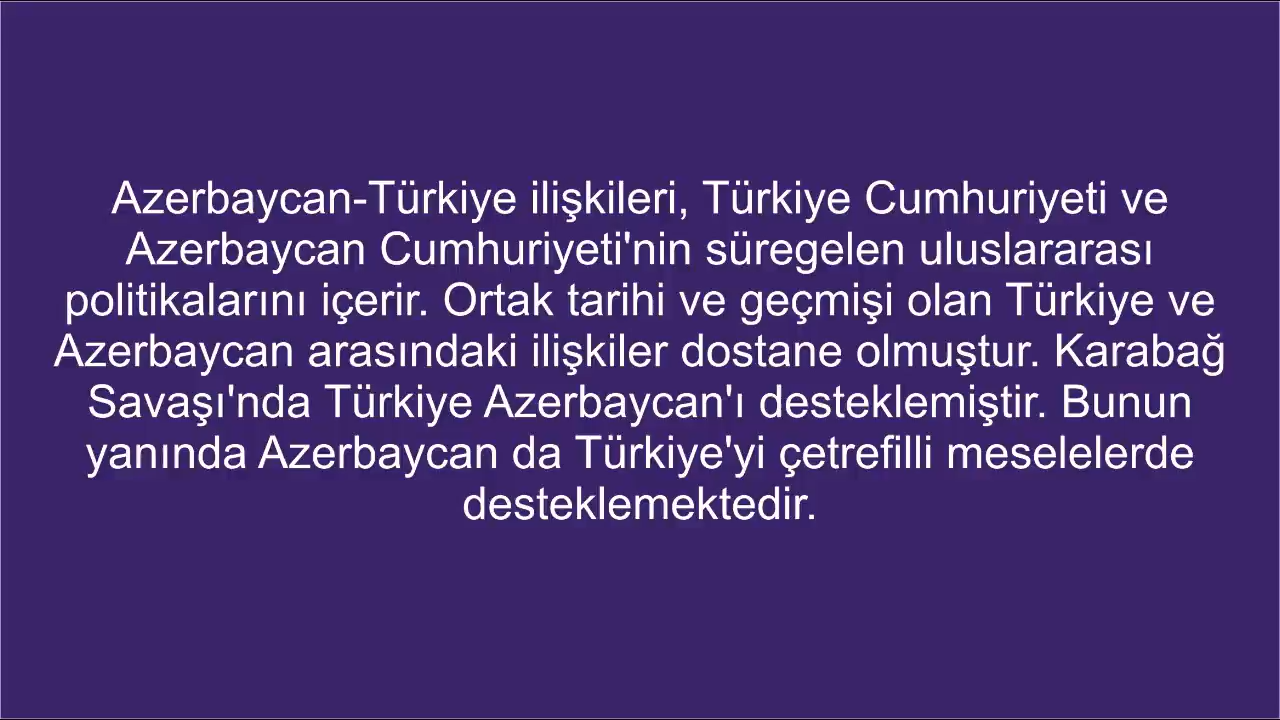 Azerbaycan-Türkiye ilişkileri, Türkiye Cumhuriyeti ve
Azerbaycan Cumhuriyeti'nin süregelen uluslararası
politikalarını içerir. Ortak tarihi ve geçmişi olan Türkiye ve
Azerbaycan arasındaki ilişkiler dostane olmuştur. Karabağ
Savaşı'nda Türkiye Azerbaycan'ı desteklemiştir. Bunun
yanında Azerbaycan da Türkiye'yi çetrefilli meselelerde
desteklemektedir.